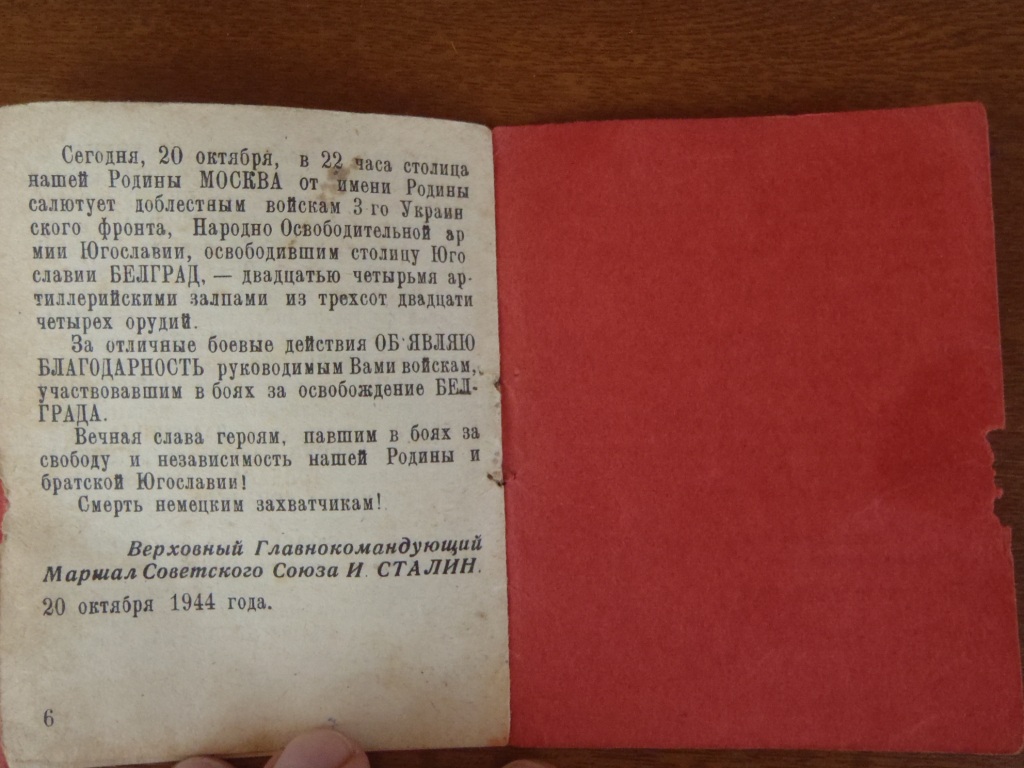 Сегодня, 20 октября, в 22 часа столица
нашей Родины МОСКВА от имени Родины
салютует доблестным войскам 3 го Украин
ского фронта, Народно Освободительной ар
мии Югославии, освободившим столицу Юго
славии БЕЛГРАД, — двадцатью четырьмя ар-
тиллерийскими залпами из трехсот двадцати
четырех орудий.
За отличные боевые действия ОБ'ЯВЛЯЮ
БЛАГОДАРНОСТЬ руководимым Вами войскам,
участвовавшим в боях за освобождение БЕЛ-
ГРАДА.
Вечная слава героям, павшим в боях за
свободу и независимость нашей Родины и
братской Югославии!
Смерть немецким захватчикам!
Верховный Главнокомандующий
Маршал Советского Союза И. СТАЛИН.
20 октября 1944 года.
6